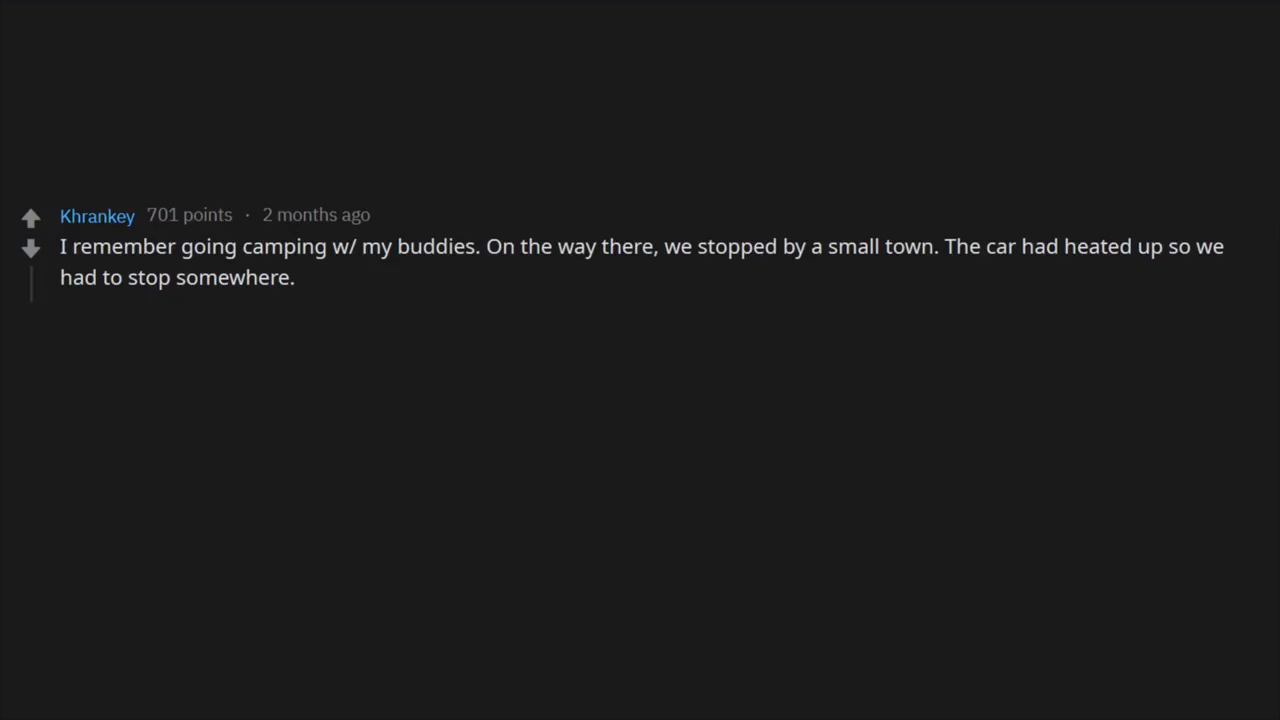 Khrankey 701 points · 2 months ago
I remember going camping w/ my buddies. On the way there, we stopped by a small town. The car had heated up so we
had to stop somewhere.